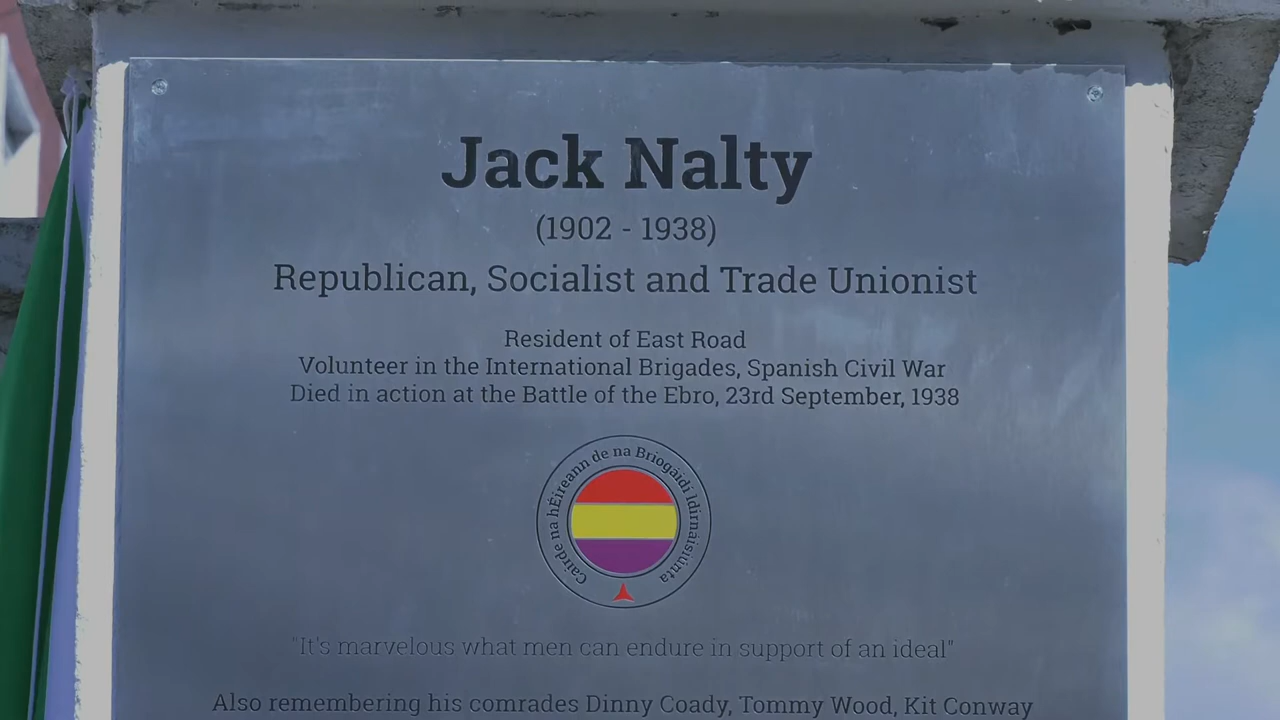 Jack Nalty
(1902 - 1938)
Republican, Socialist and Trade Unionist
Resident of East Road
Volunteer in the International Brigades, Spanish Civil War
Died in action at the Battle of the Ebro, 23rd September, 1938
Cairde na hÉireann de na Briogáidí Idirnáisiúnta
"It's marvelous what men can endure in support of an ideal"
Also remembering his comrades Dinny Coady, Tommy Wood, Kit Conway